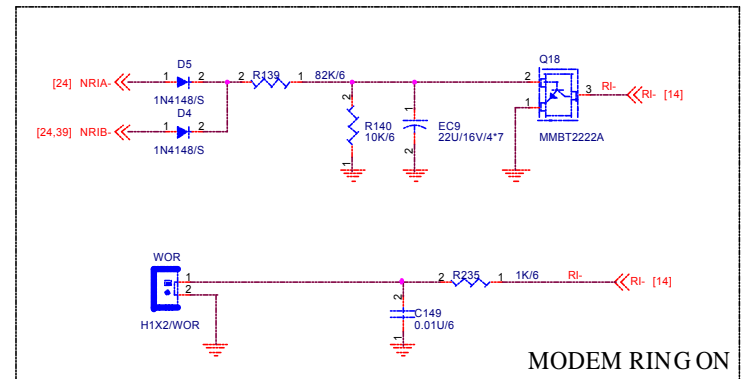 D5
[24] NRIA-
1
2
2
R139
1
82K/6
1N4148/S
D4
[24,39] NRIB-
1
2
1N4148/S
2
R140
10K/6
1
1
EC9
22U/16V/4*7
2
Q18
2
1
3
RI-
RI- [14]
MMBT2222A
WOR
1
2
H1X2/WOR
2
R235
1
1K/6
RI-
RI- [14]
2
C149
0.01U/6
1
MODEM RING ON